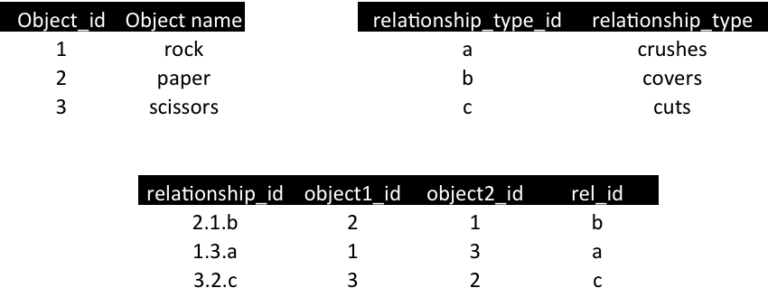 Object_id Object name relationship_type_id relationship_type
1 rock a crushes
2 paper b covers
3 scissors c cuts
relationship_id object1_id object2_id rel_id
2.1.b 2 1 b
1.3.a 1 3 a
3.2.c 3 2 c